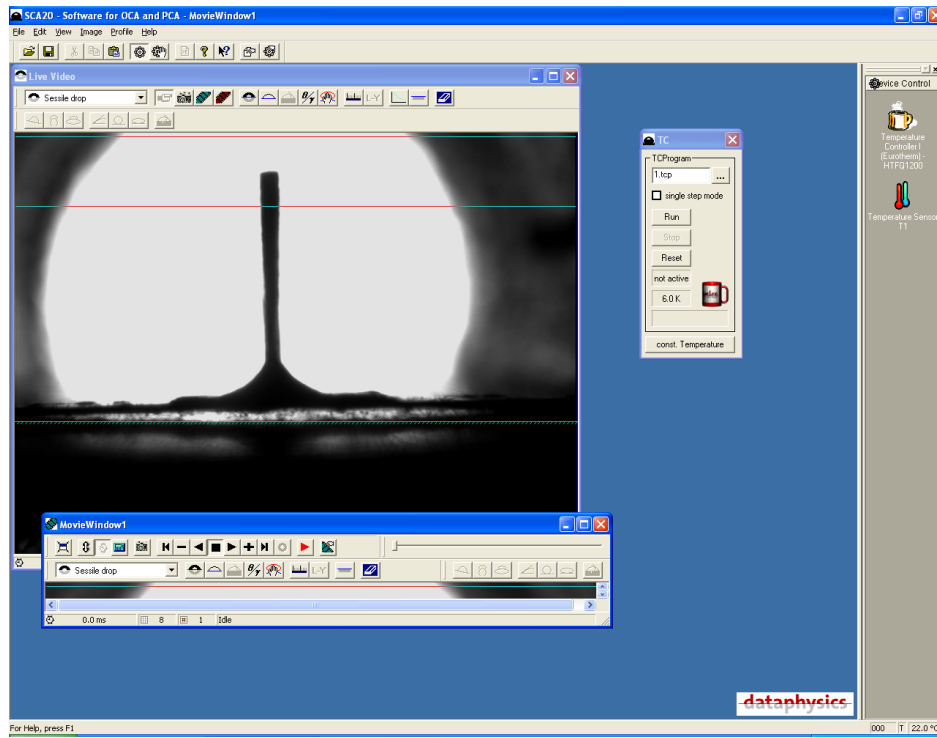 SCA20 - Software for OCA and PCA - MovieWindow1
File Edit View Image Profile Help
Live Video
Sessile drop
L-Y
TC
TCProgram
1.tcp
...
single step mode
Run
Stop
Reset
not active
6.0 K
const. Temperature
Device Control
Temperature
Controller I
(Eurotherm) -
HTFQ1200
Temperature Sensor
T1
MovieWindow1
Sessile drop
L-Y
0.0 ms 8 1 Idle
dataphysics
For Help, press F1
000 T 22.0 °C